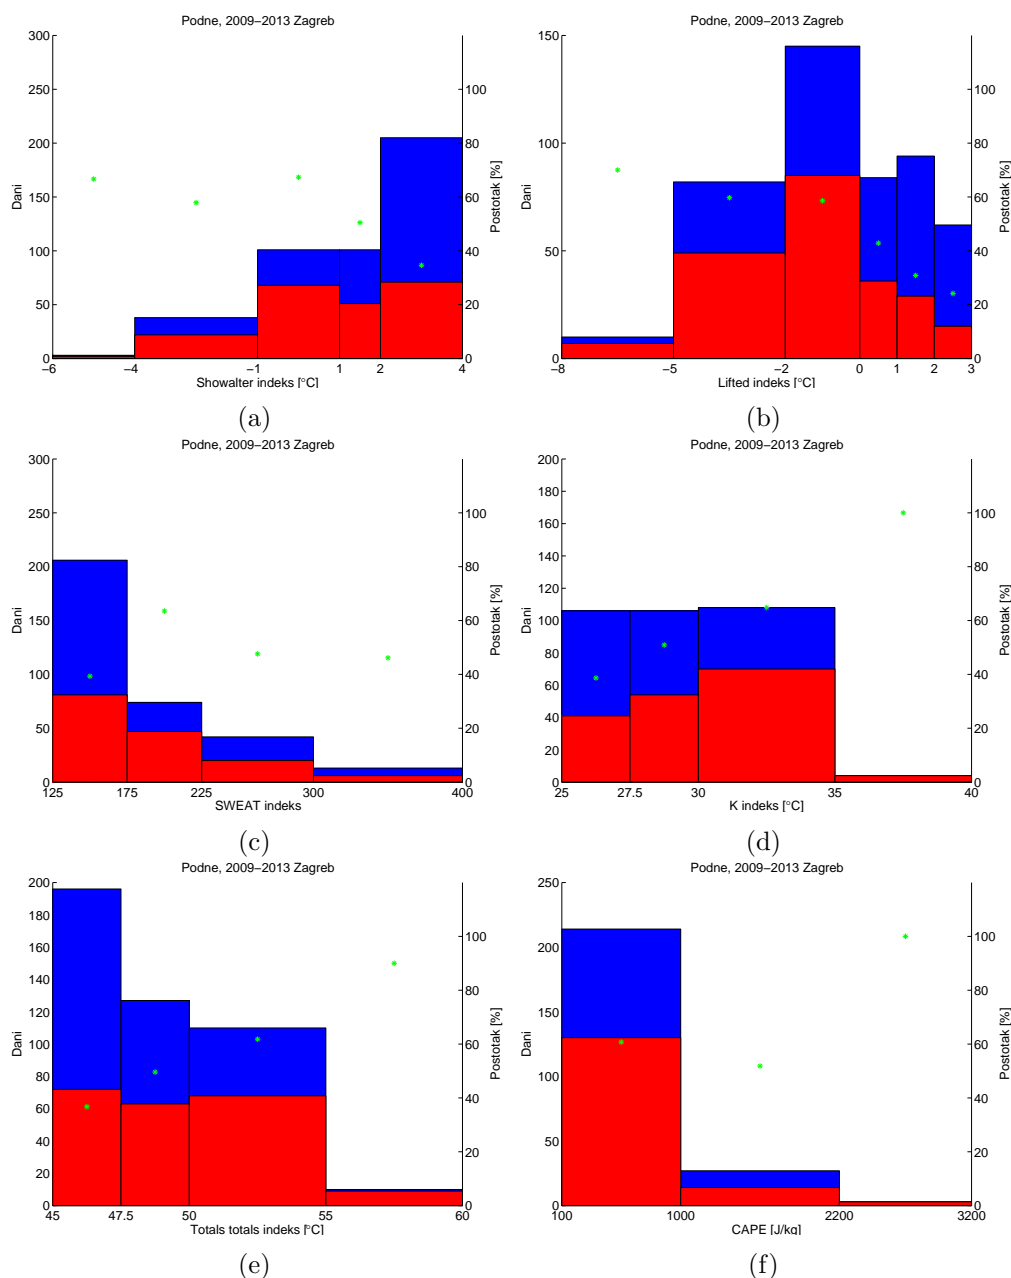 Podne, 2009−2013 Zagreb
300
250
200
150
100
50
0
Dani
100
80
60
40
20
0
Postotak [%]
−6 −4 −1 1 2 4
Showalter indeks [°C]
(a)
Podne, 2009−2013 Zagreb
150
100
50
0
Dani
100
80
60
40
20
0
Postotak [%]
−8 −5 −2 0 1 2 3
Lifted indeks [°C]
(b)
Podne, 2009−2013 Zagreb
300
250
200
150
100
50
0
Dani
100
80
60
40
20
0
Postotak [%]
125 175 225 300 400
SWEAT indeks
(c)
Podne, 2009−2013 Zagreb
200
180
160
140
120
100
80
60
40
20
0
Dani
100
80
60
40
20
0
Postotak [%]
25 27.5 30 35 40
K indeks [°C]
(d)
Podne, 2009−2013 Zagreb
200
180
160
140
120
100
80
60
40
20
0
Dani
100
80
60
40
20
0
Postotak [%]
45 47.5 50 55 60
Totals totals indeks [°C]
(e)
Podne, 2009−2013 Zagreb
250
200
150
100
50
0
Dani
100
80
60
40
20
0
Postotak [%]
100 1000 2200 3200
CAPE [J/kg]
(f)